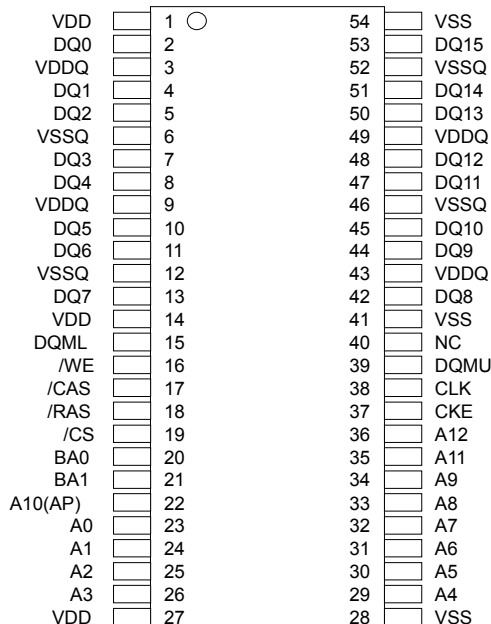 VDD 1 54 VSS
DQ0 2 53 DQ15
VDDQ 3 52 VSSQ
DQ1 4 51 DQ14
DQ2 5 50 DQ13
VSSQ 6 49 VDDQ
DQ3 7 48 DQ12
DQ4 8 47 DQ11
VDDQ 9 46 VSSQ
DQ5 10 45 DQ10
DQ6 11 44 DQ9
VSSQ 12 43 VDDQ
DQ7 13 42 DQ8
VDD 14 41 VSS
DQML 15 40 NC
/WE 16 39 DQMU
/CAS 17 38 CLK
/RAS 18 37 CKE
/CS 19 36 A12
BA0 20 35 A11
BA1 21 34 A9
A10(AP) 22 33 A8
A0 23 32 A7
A1 24 31 A6
A2 25 30 A5
A3 26 29 A4
VDD 27 28 VSS